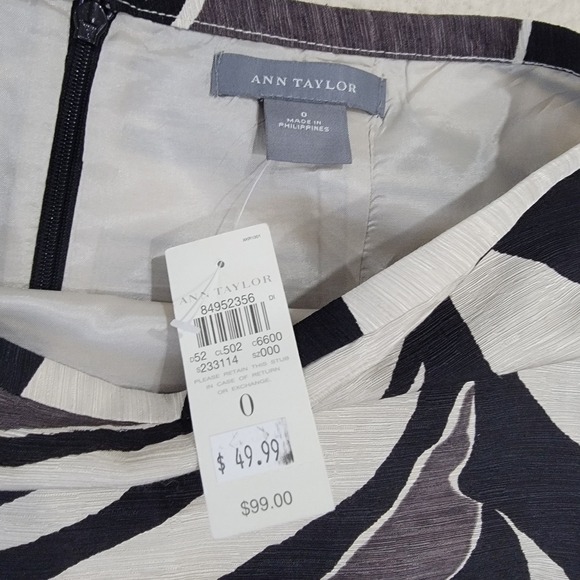 ANN TAYLOR
0
MADE IN
PHILIPPINES
ANN TAYLOR
84952356 DI
D52 CL502 C6600
S233114 SZ000
PLEASE RETAIN THIS STUB
IN CASE OF RETURN
OR EXCHANGE
0
$ 49.99
$99.00